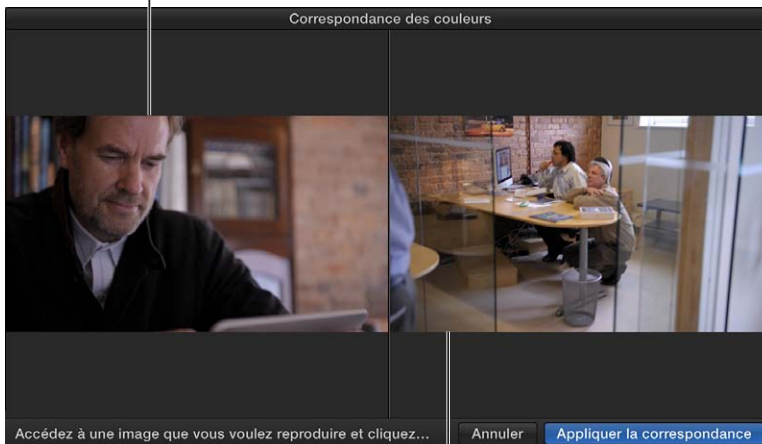 Correspondance des couleurs
Accédez à une image que vous voulez reproduire et cliquez...
Annuler
Appliquer la correspondance